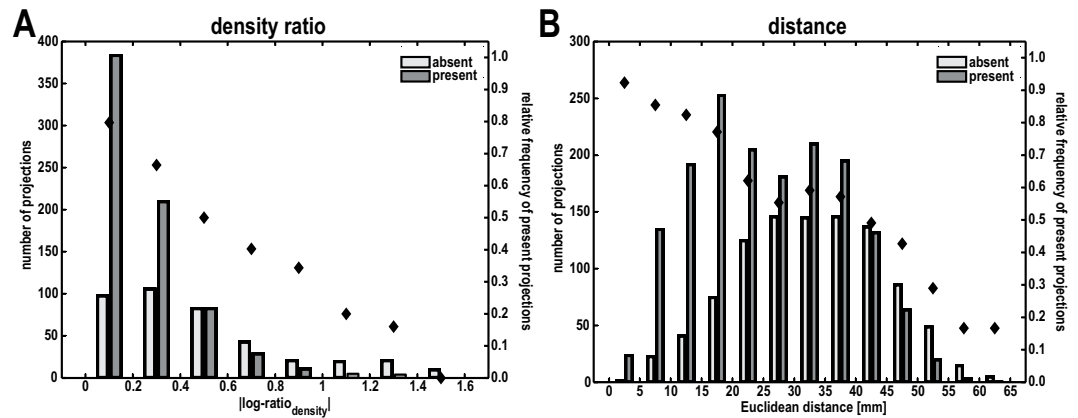 A
density ratio
400
350
300
250
200
150
100
50
0
number of projections
absent
present
1.0
0.9
0.8
0.7
0.6
0.5
0.4
0.3
0.2
0.1
0.0
relative frequency of present projections
0 0.2 0.4 0.6 0.8 1 1.2 1.4 1.6
|log-ratio density|
B
distance
300
250
200
150
100
50
0
number of projections
absent
present
1.0
0.9
0.8
0.7
0.6
0.5
0.4
0.3
0.2
0.1
0.0
relative frequency of present projections
0 5 10 15 20 25 30 35 40 45 50 55 60 65
Euclidean distance [mm]